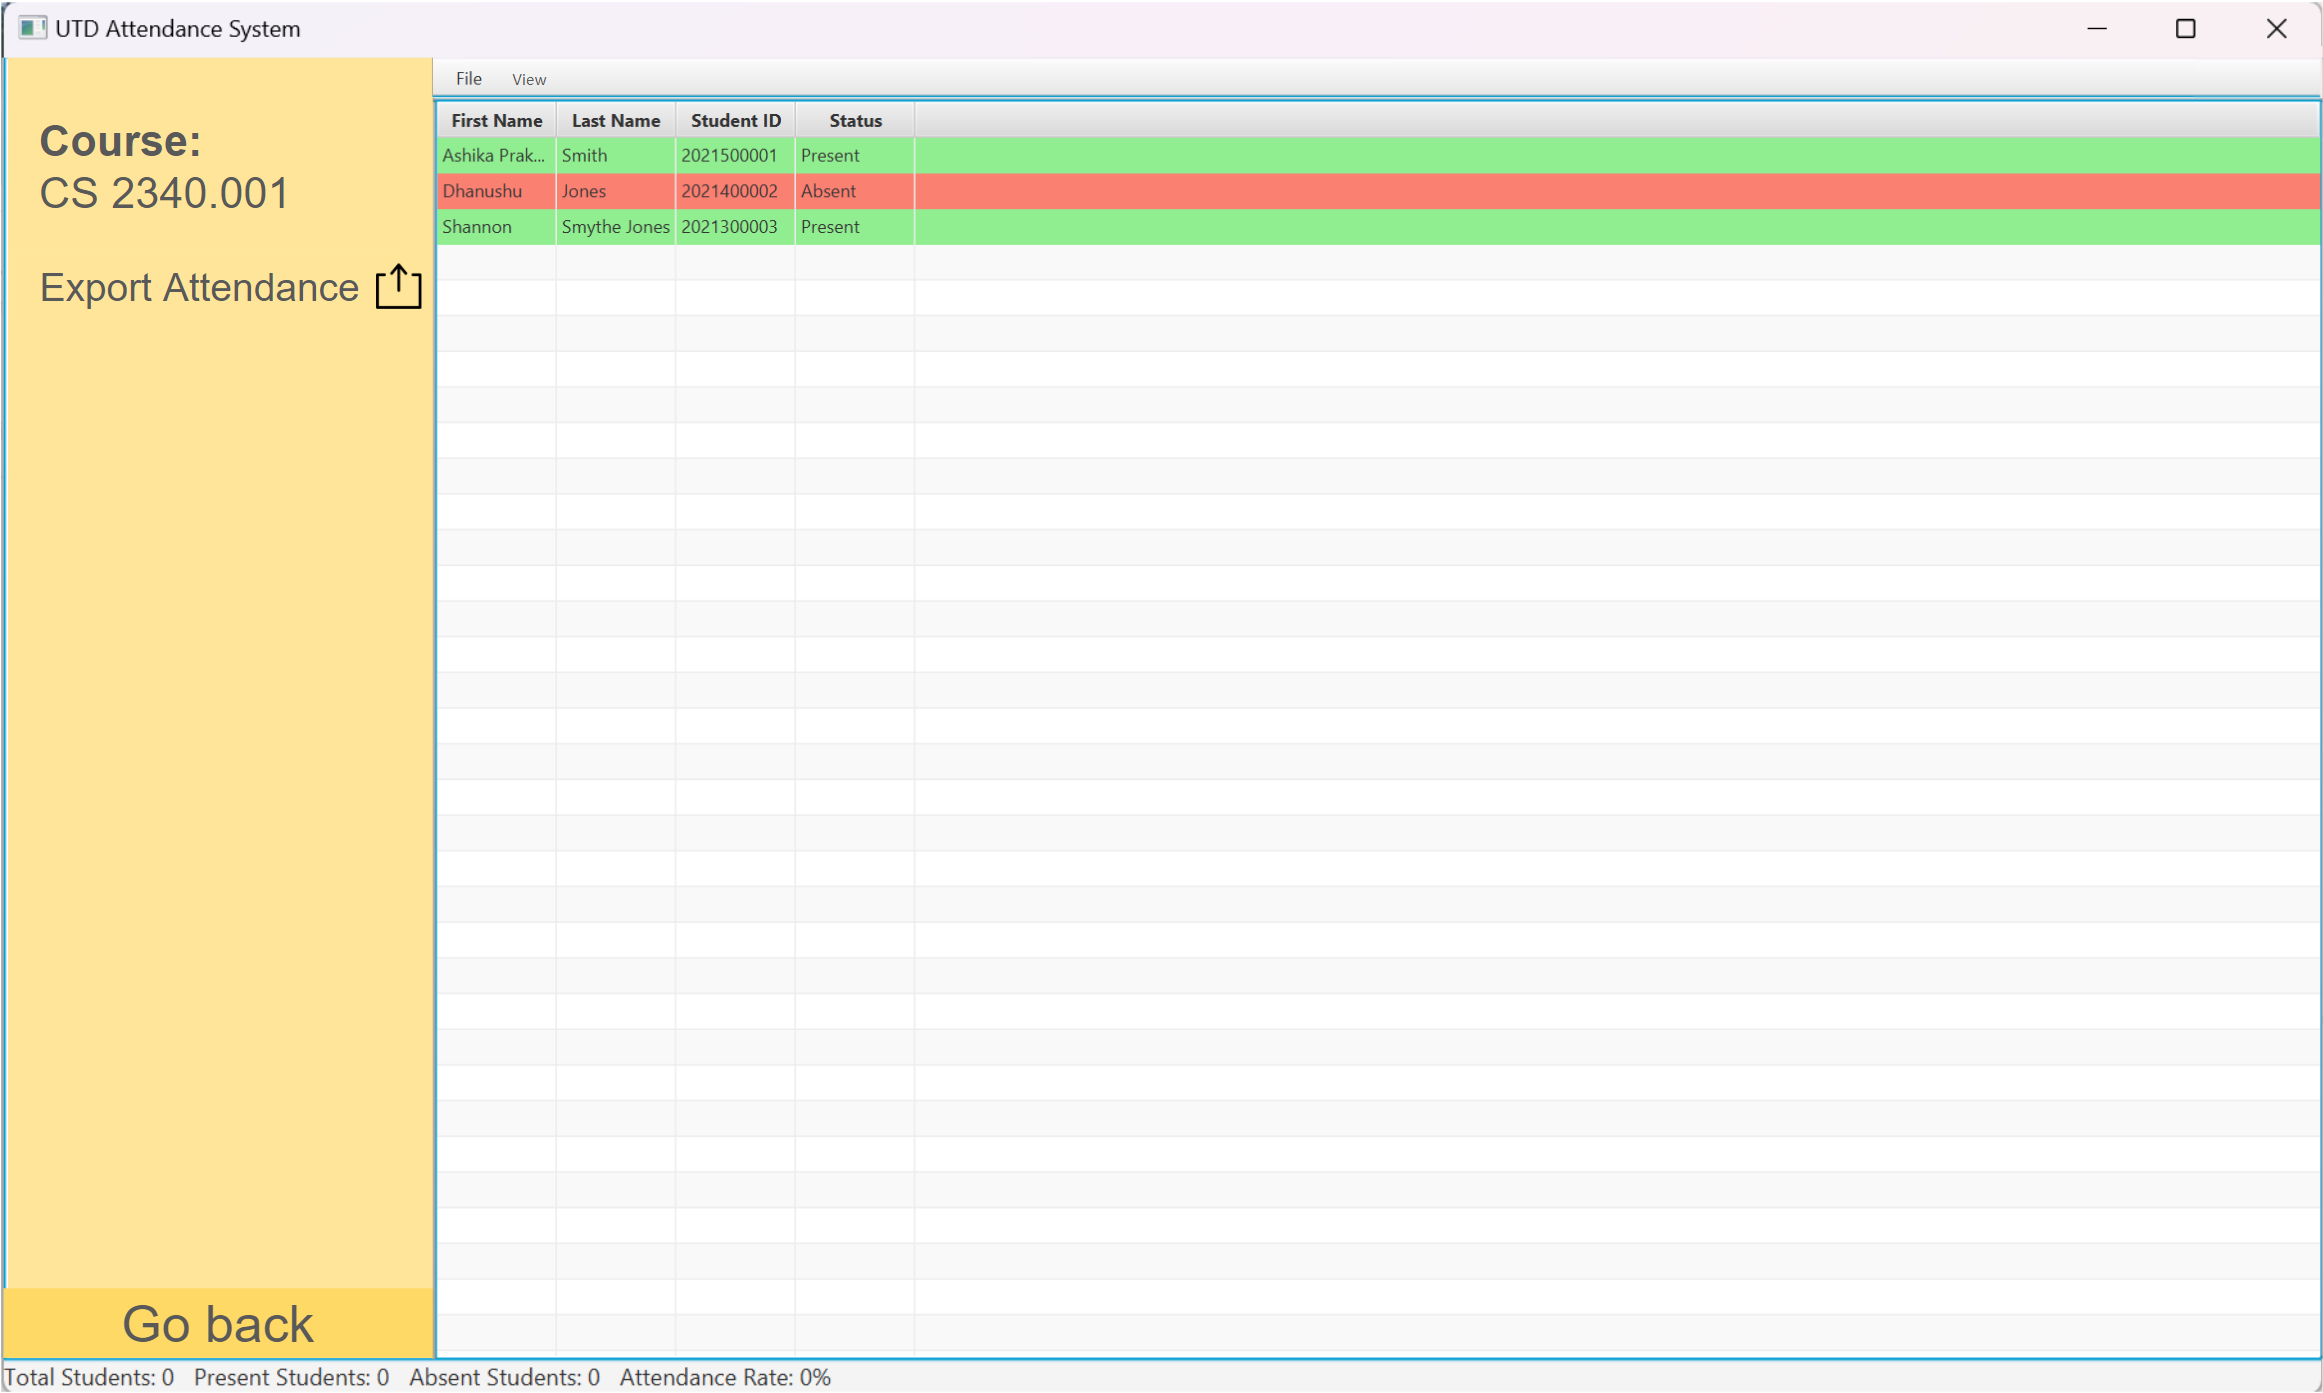 UTD Attendance System
File View
Course:
CS 2340.001
Export Attendance
First Name Last Name Student ID Status
Ashika Prak... Smith 2021500001 Present
Dhanushu Jones 2021400002 Absent
Shannon Smythe Jones 2021300003 Present
Go back
Total Students: 0 Present Students: 0 Absent Students: 0 Attendance Rate: 0%